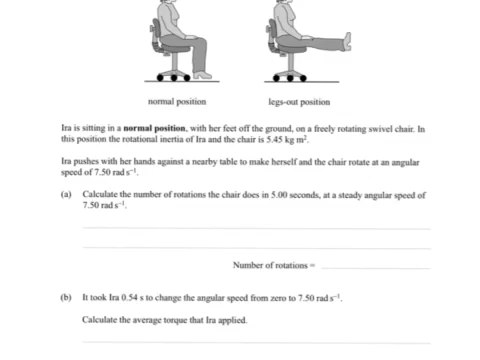 normal position
legs-out position
Ira is sitting in a normal position, with her feet off the ground, on a freely rotating swivel chair. In
this position the rotational inertia of Ira and the chair is 5.45 kg m².
Ira pushes with her hands against a nearby table to make herself and the chair rotate at an angular
speed of 7.50 rad s⁻¹.
(a) Calculate the number of rotations the chair does in 5.00 seconds, at a steady angular speed of
7.50 rad s⁻¹.
Number of rotations =
(b) It took Ira 0.54 s to change the angular speed from zero to 7.50 rad s⁻¹.
Calculate the average torque that Ira applied.